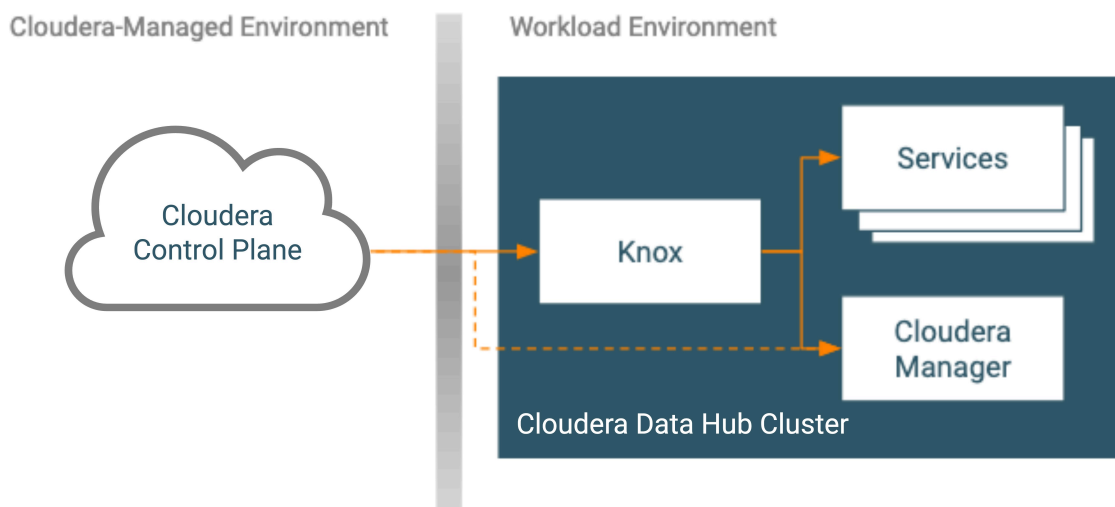 Cloudera-Managed Environment
Workload Environment
Cloudera
Control Plane
Knox
Services
Cloudera
Manager
Cloudera Data Hub Cluster